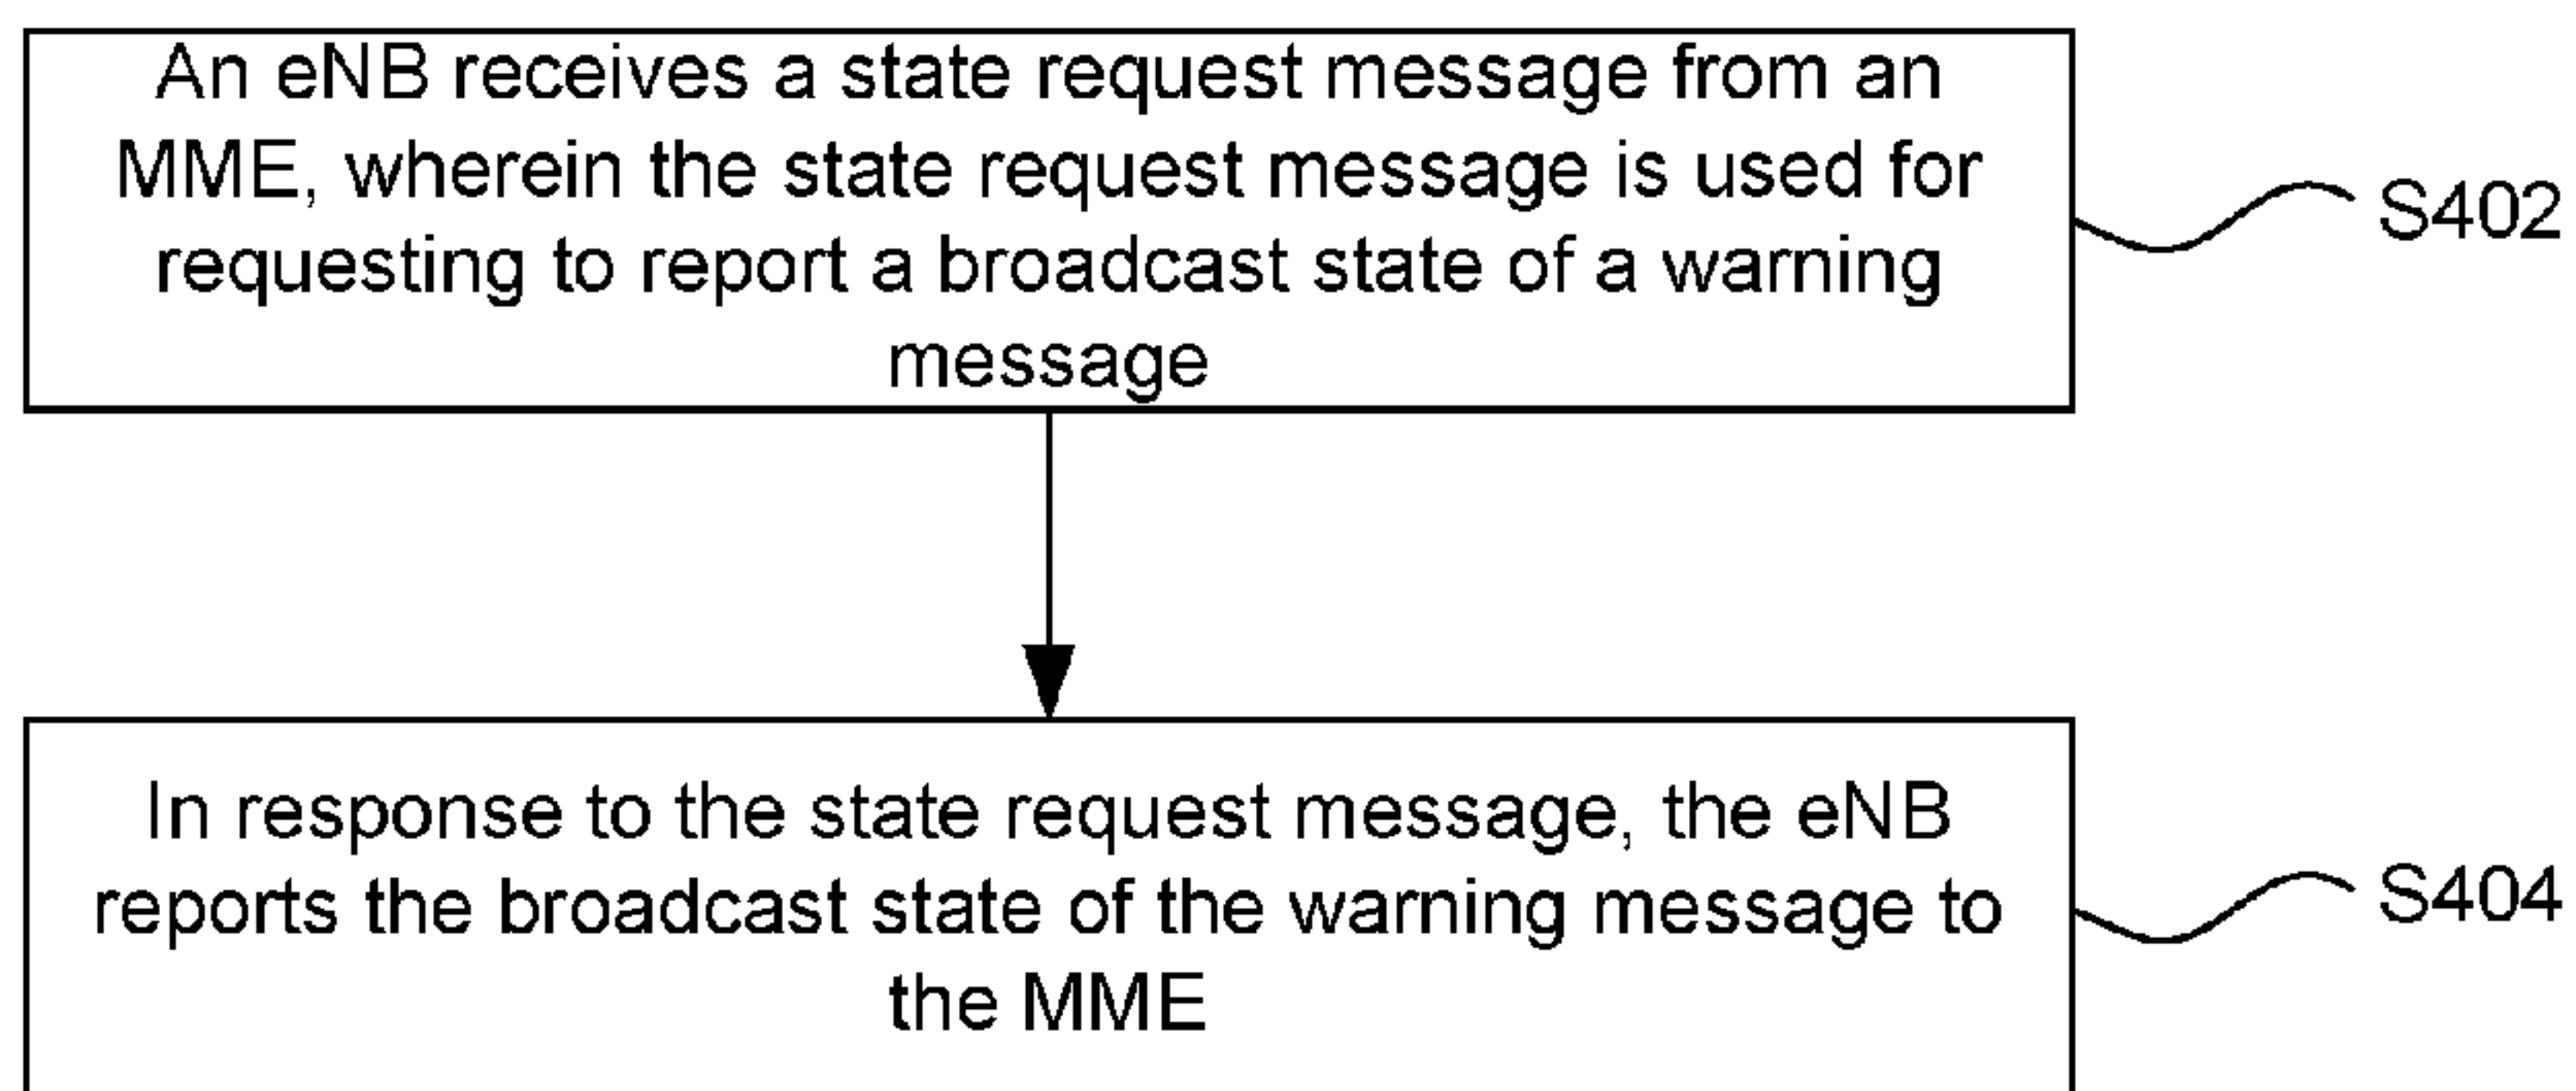 An eNB receives a state request message from an
MME, wherein the state request message is used for
requesting to report a broadcast state of a warning
message
S402
In response to the state request message, the eNB
reports the broadcast state of the warning message to
the MME
S404